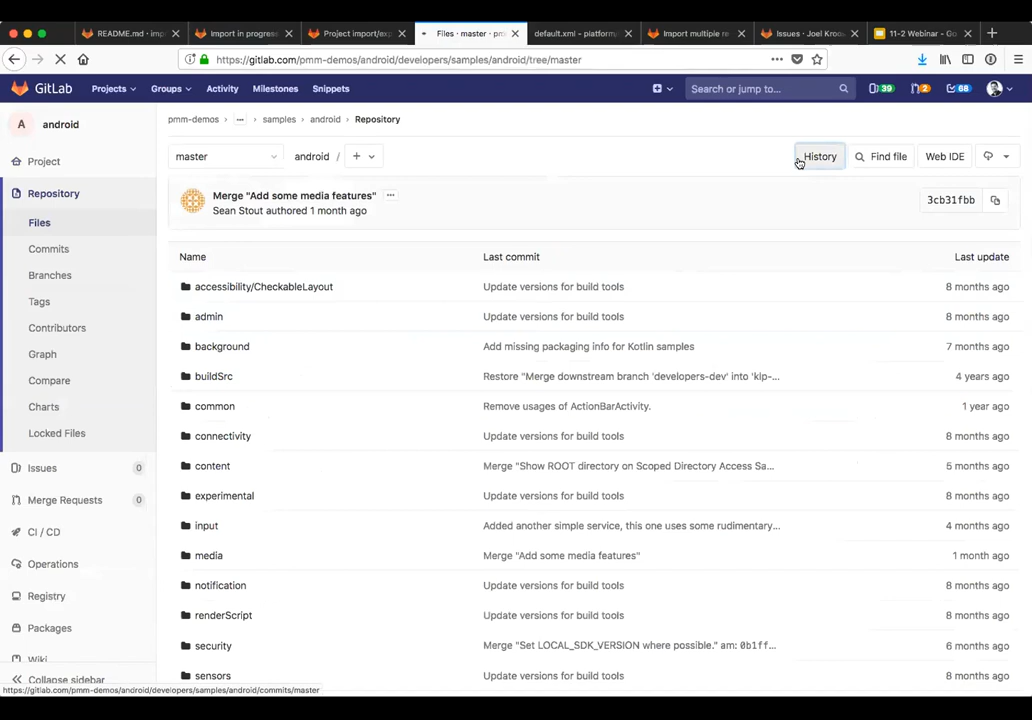 README.md - imp
Import in progress
Project import/exp
Files · master · pm
default.xml - platform/
Import multiple re
Issues · Joel Kroo
11-2 Webinar - Go
https://gitlab.com/pmm-demos/android/developers/samples/android/tree/master
GitLab
Projects
Groups
Activity
Milestones
Snippets
Search or jump to...
39
2
68
A
android
pmm-demos
samples
android
Repository
master
android /
+
History
Find file
Web IDE
Merge "Add some media features"
Sean Stout authored 1 month ago
3cb31fbb
Project
Repository
Files
Commits
Branches
Tags
Contributors
Graph
Compare
Charts
Locked Files
Issues 0
Merge Requests 0
CI / CD
Operations
Registry
Packages
Wiki
Collapse sidebar
Name Last commit Last update
accessibility/CheckableLayout Update versions for build tools 8 months ago
admin Update versions for build tools 8 months ago
background Add missing packaging info for Kotlin samples 7 months ago
buildSrc Restore "Merge downstream branch 'developers-dev' into 'klp-... 4 years ago
common Remove usages of ActionBarActivity. 1 year ago
connectivity Update versions for build tools 8 months ago
content Merge "Show ROOT directory on Scoped Directory Access Sa... 5 months ago
experimental Update versions for build tools 8 months ago
input Added another simple service, this one uses some rudimentary... 4 months ago
media Merge "Add some media features" 1 month ago
notification Update versions for build tools 8 months ago
renderScript Update versions for build tools 8 months ago
security Merge "Set LOCAL_SDK_VERSION where possible." am: 0b1ff... 6 months ago
sensors Update versions for build tools 8 months ago
https://gitlab.com/pmm-demos/android/developers/samples/android/commits/master